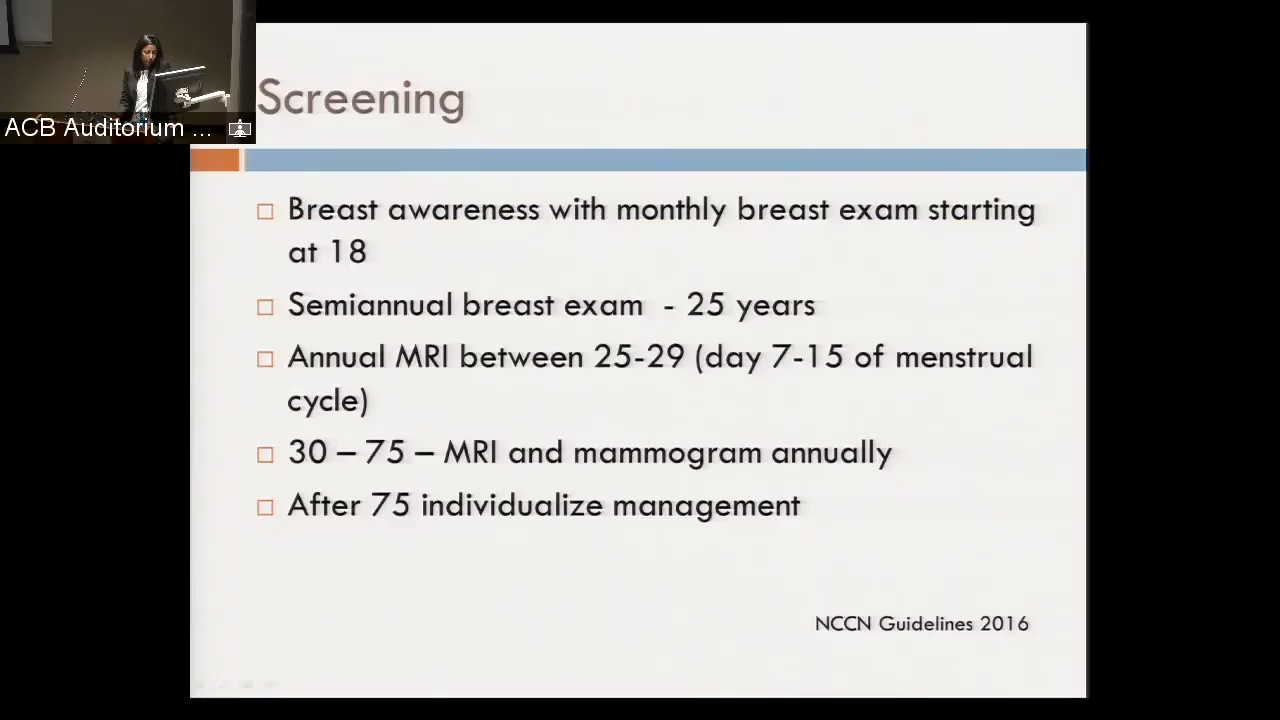 ACB Auditorium ...
Screening
Breast awareness with monthly breast exam starting
at 18
Semiannual breast exam - 25 years
Annual MRI between 25-29 (day 7-15 of menstrual
cycle)
30 – 75 – MRI and mammogram annually
After 75 individualize management
NCCN Guidelines 2016